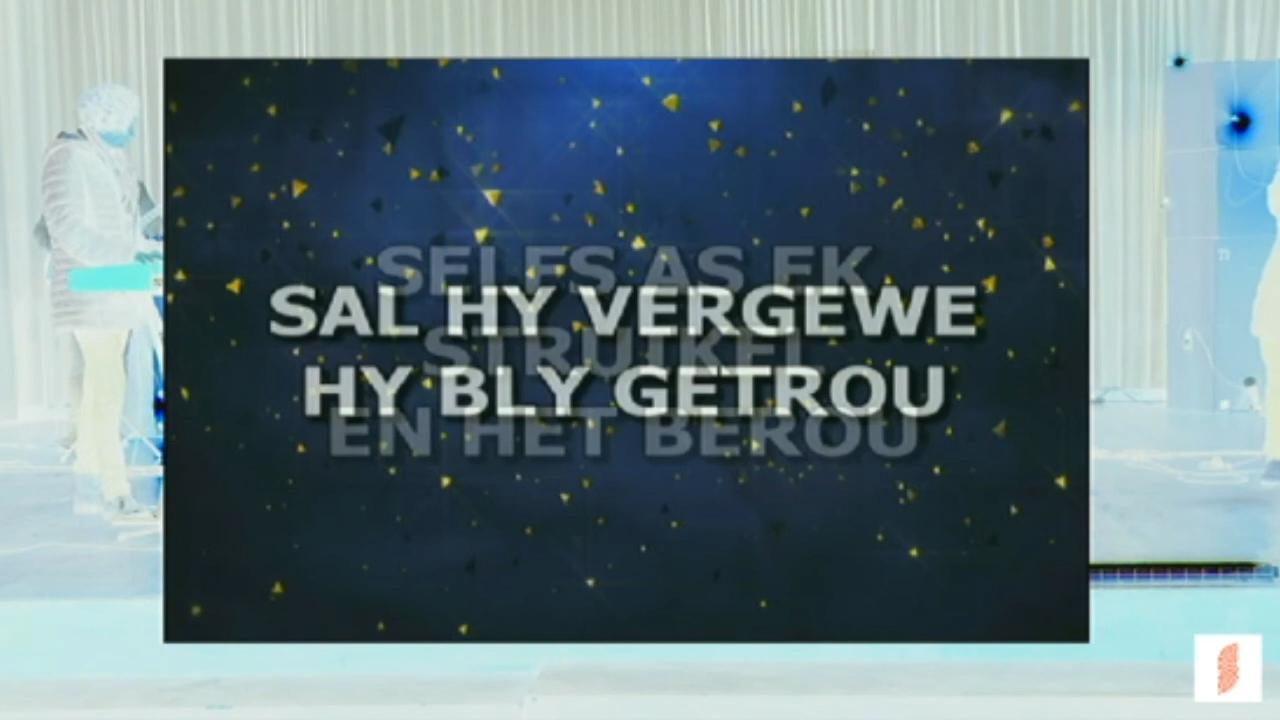 SELFS AS EK
SAL HY VERGEWE
STRUIKEL
HY BLY GETROU
EN HET BEROU